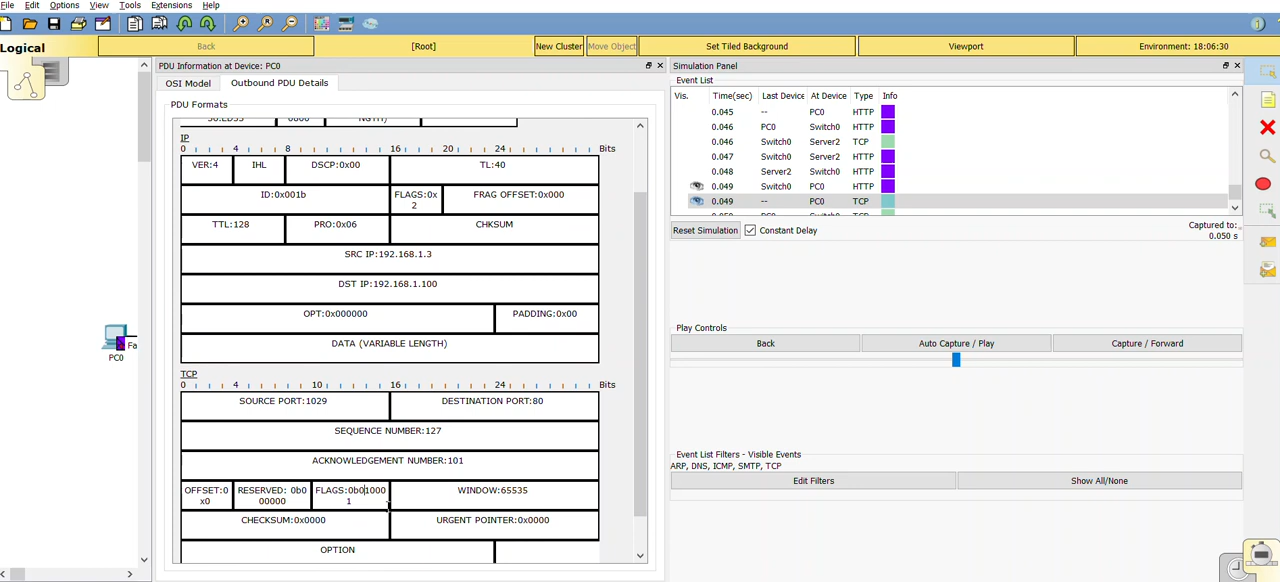 File Edit Options View Tools Extensions Help
Logical Back [Root] New Cluster Move Object Set Tiled Background Viewport Environment: 18:06:30
PC0
Fa
PDU Information at Device: PC0
OSI Model Outbound PDU Details
PDU Formats
IP
0 4 8 16 20 24 Bits
VER:4 IHL DSCP:0x00 TL:40
ID:0x001b FLAGS:0x
2 FRAG OFFSET:0x000
TTL:128 PRO:0x06 CHKSUM
SRC IP:192.168.1.3
DST IP:192.168.1.100
OPT:0x000000 PADDING:0x00
DATA (VARIABLE LENGTH)
TCP
0 4 10 16 24 Bits
SOURCE PORT:1029 DESTINATION PORT:80
SEQUENCE NUMBER:127
ACKNOWLEDGEMENT NUMBER:101
OFFSET:0
x0 RESERVED: 0b0
00000 FLAGS:0b01000
1 WINDOW:65535
CHECKSUM:0x0000 URGENT POINTER:0x0000
OPTION
Simulation Panel
Event List
Vis. Time(sec) Last Device At Device Type Info
0.045 -- PC0 HTTP
0.046 PC0 Switch0 HTTP
0.046 Switch0 Server2 TCP
0.047 Switch0 Server2 HTTP
0.048 Server2 Switch0 HTTP
0.049 Switch0 PC0 HTTP
0.049 -- PC0 TCP
Reset Simulation Constant Delay Captured to:
0.050 s
Play Controls
Back Auto Capture / Play Capture / Forward
Event List Filters - Visible Events
ARP, DNS, ICMP, SMTP, TCP
Edit Filters Show All/None